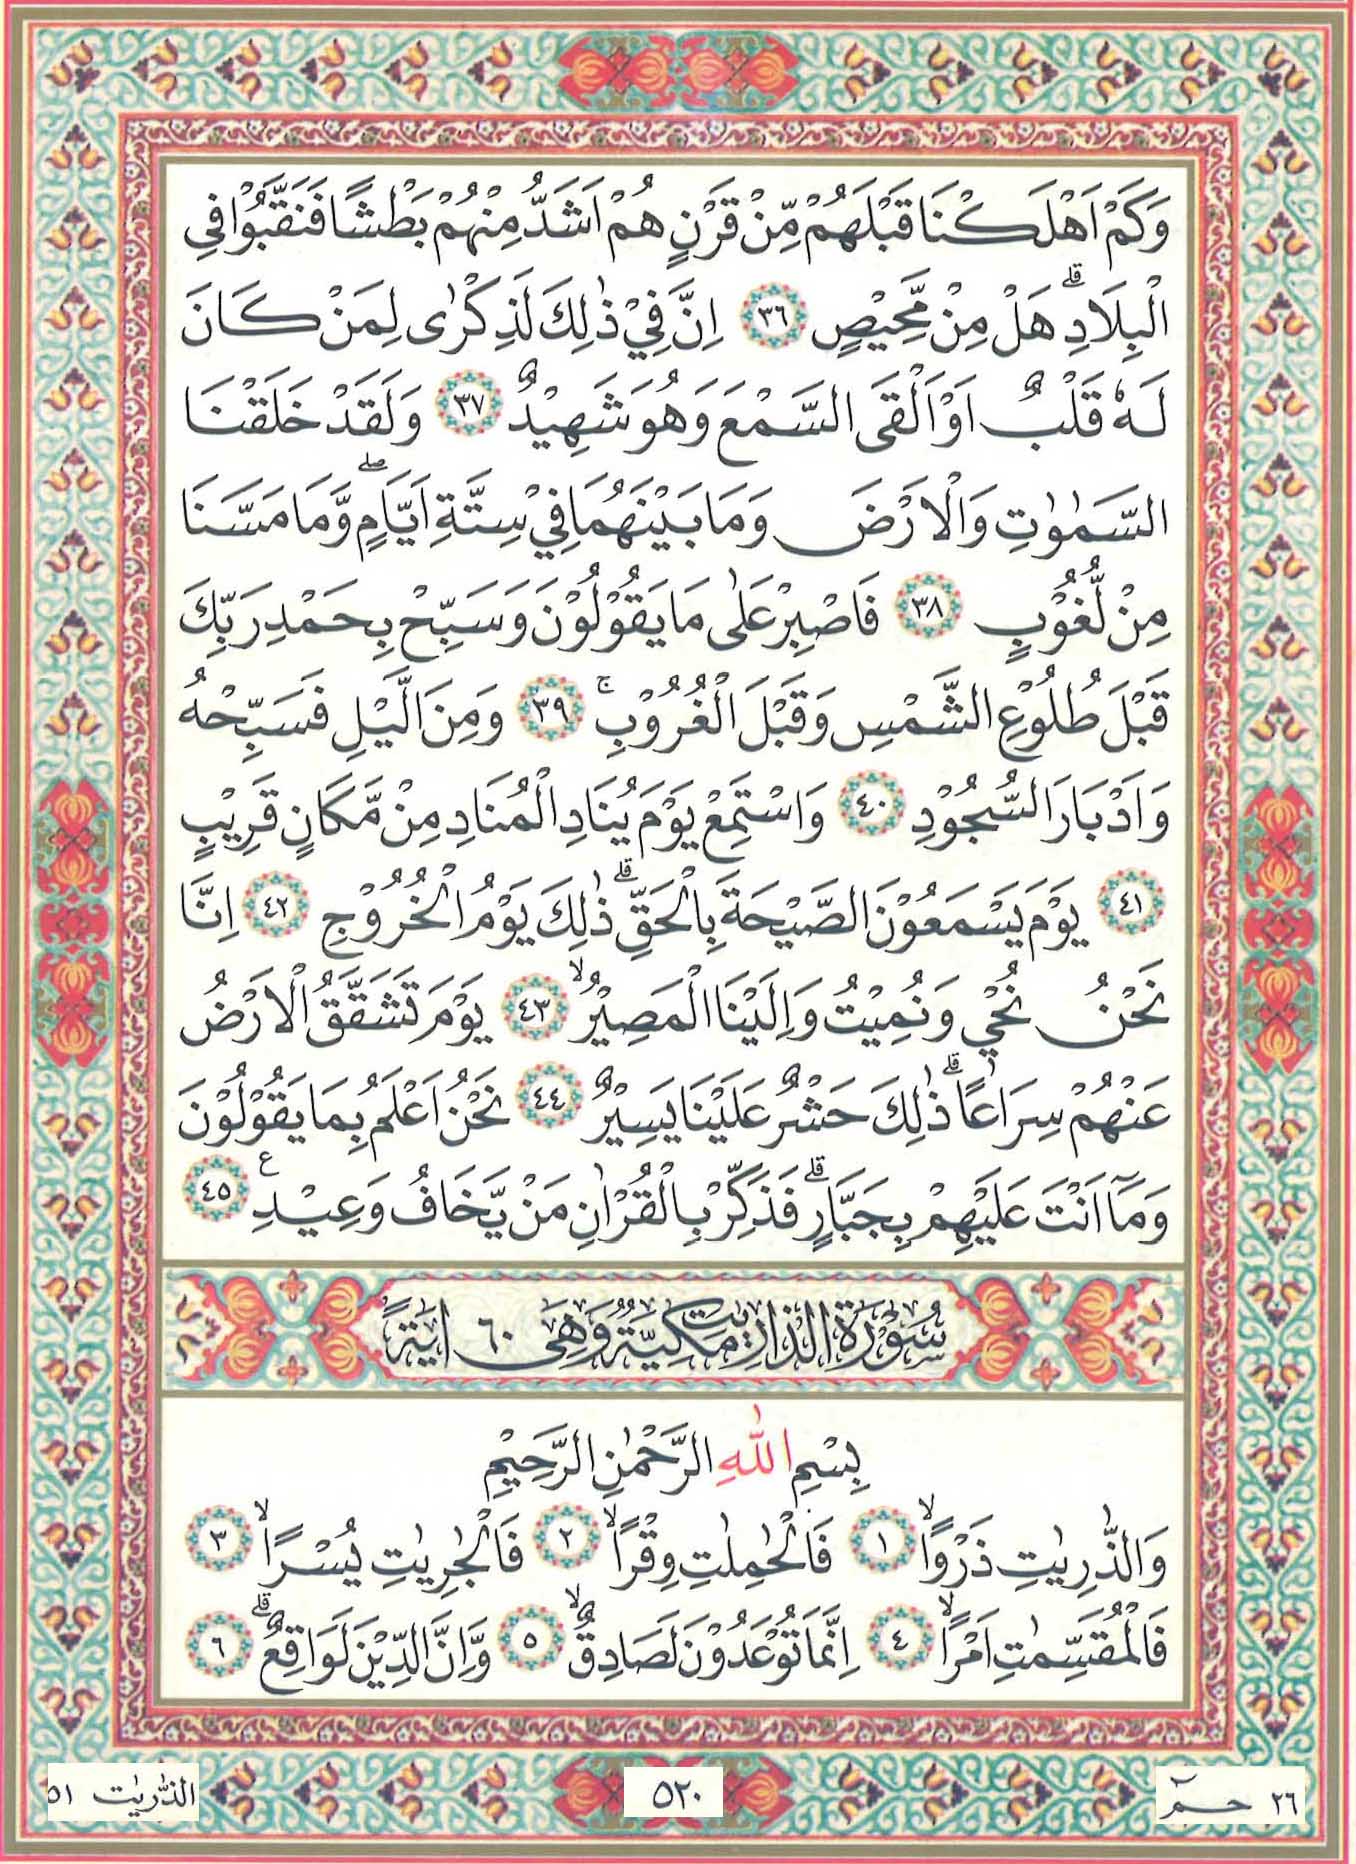 وَكَمْ اَهْلَكْنَا قَبْلَهُمْ مِّنْ قَرْنٍ هُمْ اَشَدُّ مِنْهُمْ بَطْشًا فَنَقَّبُوْا فِي
الْبِلَادِ ۗ هَلْ مِنْ مَّحِيْصٍ ٣٦ اِنَّ فِيْ ذٰلِكَ لَذِكْرٰى لِمَنْ كَانَ
لَهٗ قَلْبٌ اَوْ اَلْقَى السَّمْعَ وَهُوَ شَهِيْدٌ ٣٧ وَلَقَدْ خَلَقْنَا
السَّمٰوٰتِ وَالْاَرْضَ وَمَا بَيْنَهُمَا فِيْ سِتَّةِ اَيَّامٍ ۖ وَّمَا مَسَّنَا
مِنْ لُّغُوْبٍ ٣٨ فَاصْبِرْ عَلٰى مَا يَقُوْلُوْنَ وَسَبِّحْ بِحَمْدِ رَبِّكَ
قَبْلَ طُلُوْعِ الشَّمْسِ وَقَبْلَ الْغُرُوْبِ ۚ ٣٩ وَمِنَ الَّيْلِ فَسَبِّحْهُ
وَاَدْبَارَ السُّجُوْدِ ٤٠ وَاسْتَمِعْ يَوْمَ يُنَادِ الْمُنَادِ مِنْ مَّكَانٍ قَرِيْبٍ
٤١ يَوْمَ يَسْمَعُوْنَ الصَّيْحَةَ بِالْحَقِّ ۗ ذٰلِكَ يَوْمُ الْخُرُوْجِ ٤٢ اِنَّا
نَحْنُ نُحْيٖ وَنُمِيْتُ وَاِلَيْنَا الْمَصِيْرُ ۙ ٤٣ يَوْمَ تَشَقَّقُ الْاَرْضُ
عَنْهُمْ سِرَاعًا ۗ ذٰلِكَ حَشْرٌ عَلَيْنَا يَسِيْرٌ ٤٤ نَحْنُ اَعْلَمُ بِمَا يَقُوْلُوْنَ
وَمَآ اَنْتَ عَلَيْهِمْ بِجَبَّارٍ ۗ فَذَكِّرْ بِالْقُرْاٰنِ مَنْ يَّخَافُ وَعِيْدِ ࣖ ٤٥
سُوْرَةُ الذّٰارِيٰتِ مَكِّيَّةٌ وَهِيَ ٦٠ اٰيَةً
بِسْمِ اللّٰهِ الرَّحْمٰنِ الرَّحِيْمِ
وَالذّٰرِيٰتِ ذَرْوًا ۙ ١ فَالْحٰمِلٰتِ وِقْرًا ۙ ٢ فَالْجٰرِيٰتِ يُسْرًا ۙ ٣
فَالْمُقَسِّمٰتِ اَمْرًا ۙ ٤ اِنَّمَا تُوْعَدُوْنَ لَصَادِقٌ ۙ ٥ وَّاِنَّ الدِّيْنَ لَوَاقِعٌ ۗ ٦
٢٦ حٰمۤ
٥٢٠
الذّٰريٰت ٥١